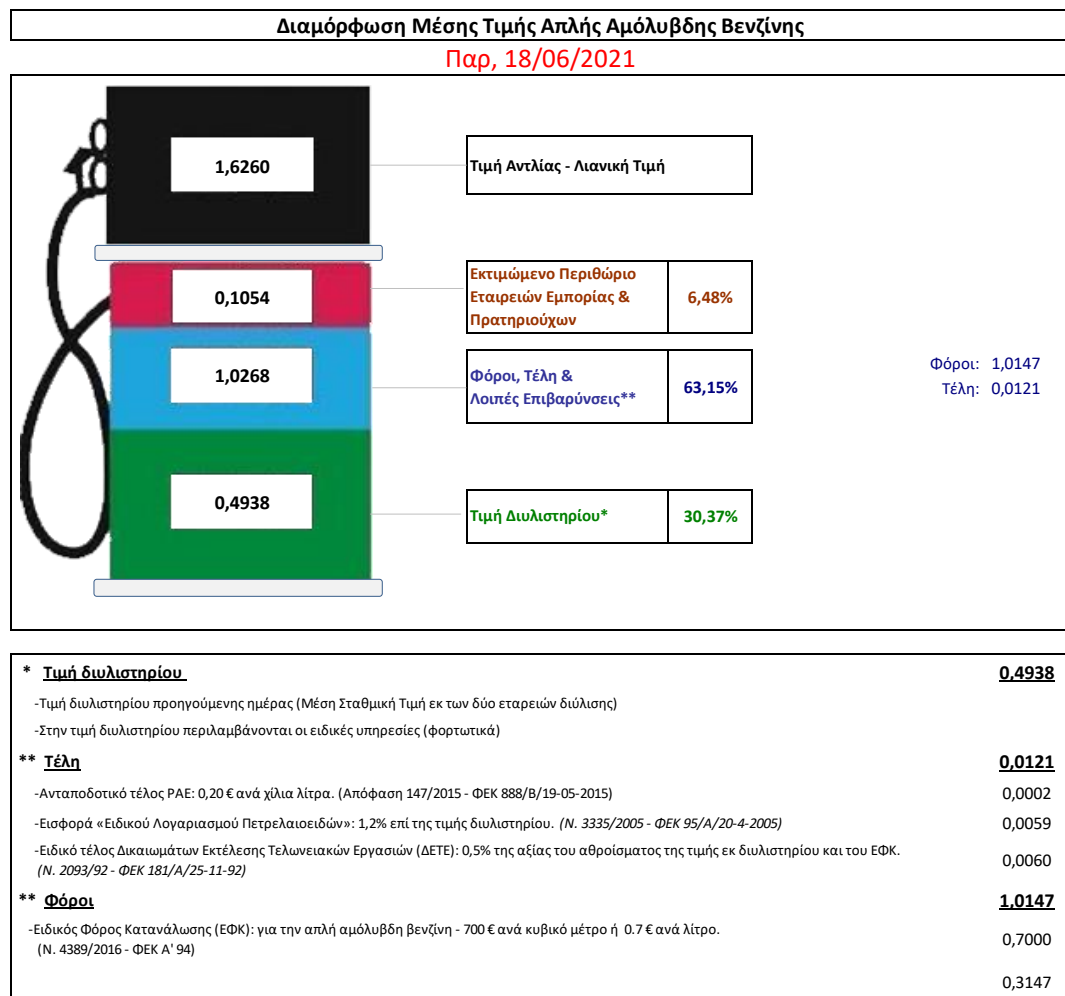 Διαμόρφωση Μέσης Τιμής Απλής Αμόλυβδης Βενζίνης
Παρ, 18/06/2021
1,6260
Τιμή Αντλίας - Λιανική Τιμή
0,1054
Εκτιμώμενο Περιθώριο
Εταιρειών Εμπορίας &
Πρατηριούχων
6,48%
1,0268
Φόροι, Τέλη &
Λοιπές Επιβαρύνσεις**
63,15%
Φόροι: 1,0147
Τέλη: 0,0121
0,4938
Τιμή Διυλιστηρίου*
30,37%
* Τιμή διυλιστηρίου 0,4938
-Τιμή διυλιστηρίου προηγούμενης ημέρας (Μέση Σταθμική Τιμή εκ των δύο εταρειών διύλισης)
-Στην τιμή διυλιστηρίου περιλαμβάνονται οι ειδικές υπηρεσίες (φορτωτικά)
** Τέλη 0,0121
-Ανταποδοτικό τέλος ΡΑΕ: 0,20 € ανά χίλια λίτρα. (Απόφαση 147/2015 - ΦΕΚ 888/Β/19-05-2015) 0,0002
-Εισφορά «Ειδικού Λογαριασμού Πετρελαιοειδών»: 1,2% επί της τιμής διυλιστηρίου. (Ν. 3335/2005 - ΦΕΚ 95/Α/20-4-2005) 0,0059
-Ειδικό τέλος Δικαιωμάτων Εκτέλεσης Τελωνειακών Εργασιών (ΔΕΤΕ): 0,5% της αξίας του αθροίσματος της τιμής εκ διυλιστηρίου και του ΕΦΚ.
(Ν. 2093/92 - ΦΕΚ 181/Α/25-11-92) 0,0060
** Φόροι 1,0147
-Ειδικός Φόρος Κατανάλωσης (ΕΦΚ): για την απλή αμόλυβδη βενζίνη - 700 € ανά κυβικό μέτρο ή 0.7 € ανά λίτρο.
(Ν. 4389/2016 - ΦΕΚ Α' 94) 0,7000
0,3147